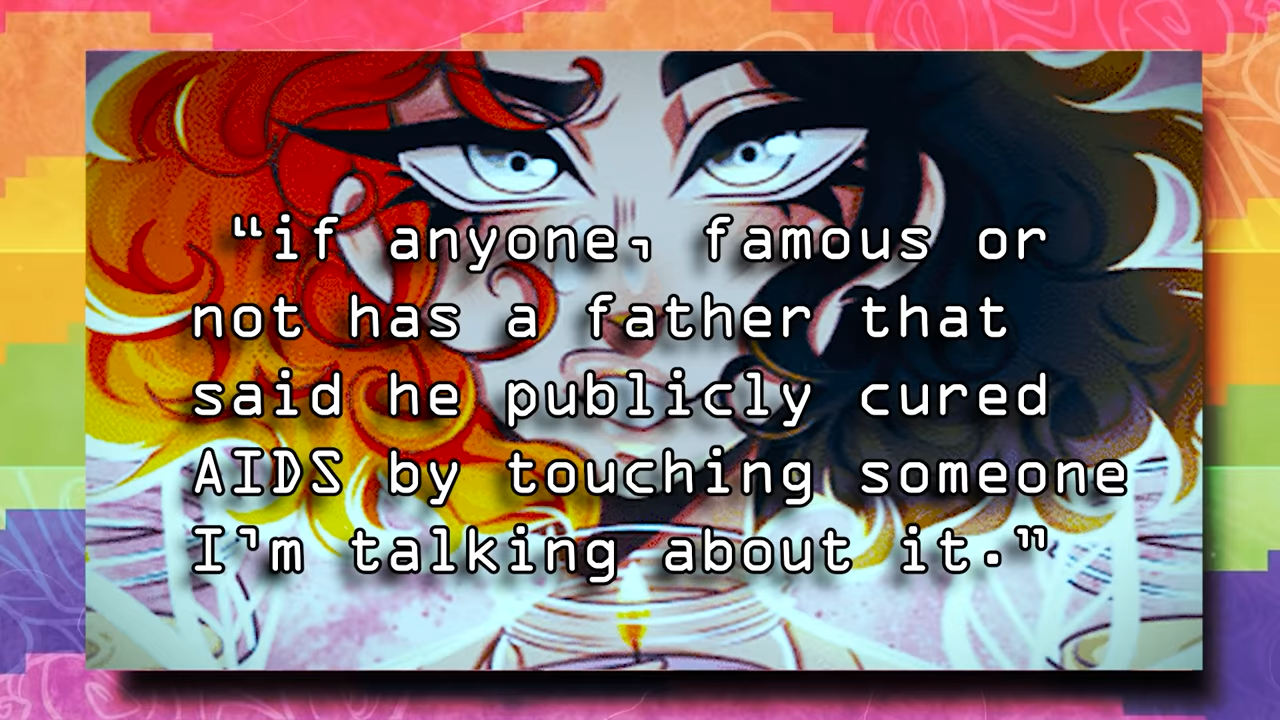 “if anyone, famous or
not has a father that
said he publicly cured
AIDS by touching someone
I'm talking about it.”